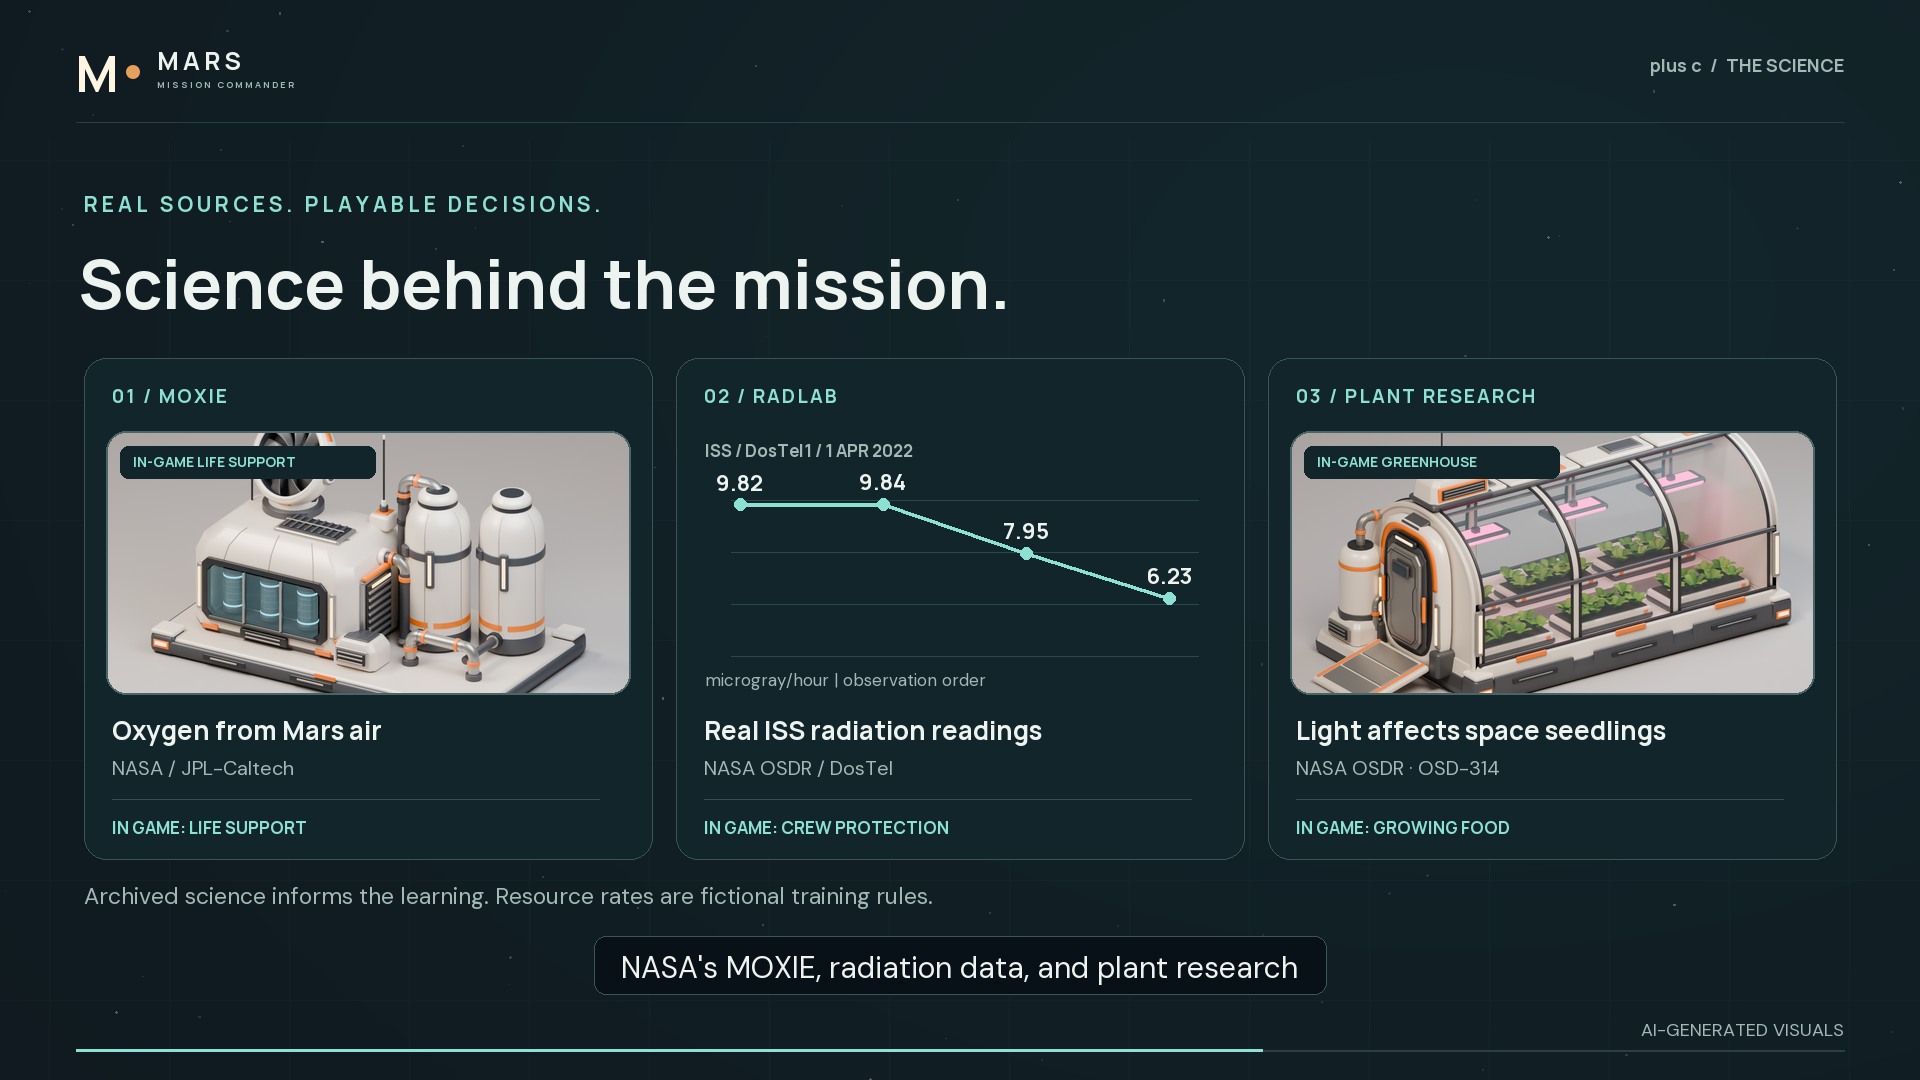 M
MARS
MISSION COMMANDER
plus c / THE SCIENCE
REAL SOURCES. PLAYABLE DECISIONS.
Science behind the mission.
01 / MOXIE
IN-GAME LIFE SUPPORT
Oxygen from Mars air
NASA / JPL-Caltech
IN GAME: LIFE SUPPORT
02 / RADLAB
ISS / DosTel1 / 1 APR 2022
9.82
9.84
7.95
6.23
microgray/hour | observation order
Real ISS radiation readings
NASA OSDR / DosTel
IN GAME: CREW PROTECTION
03 / PLANT RESEARCH
IN-GAME GREENHOUSE
Light affects space seedlings
NASA OSDR · OSD-314
IN GAME: GROWING FOOD
Archived science informs the learning. Resource rates are fictional training rules.
NASA's MOXIE, radiation data, and plant research
AI-GENERATED VISUALS